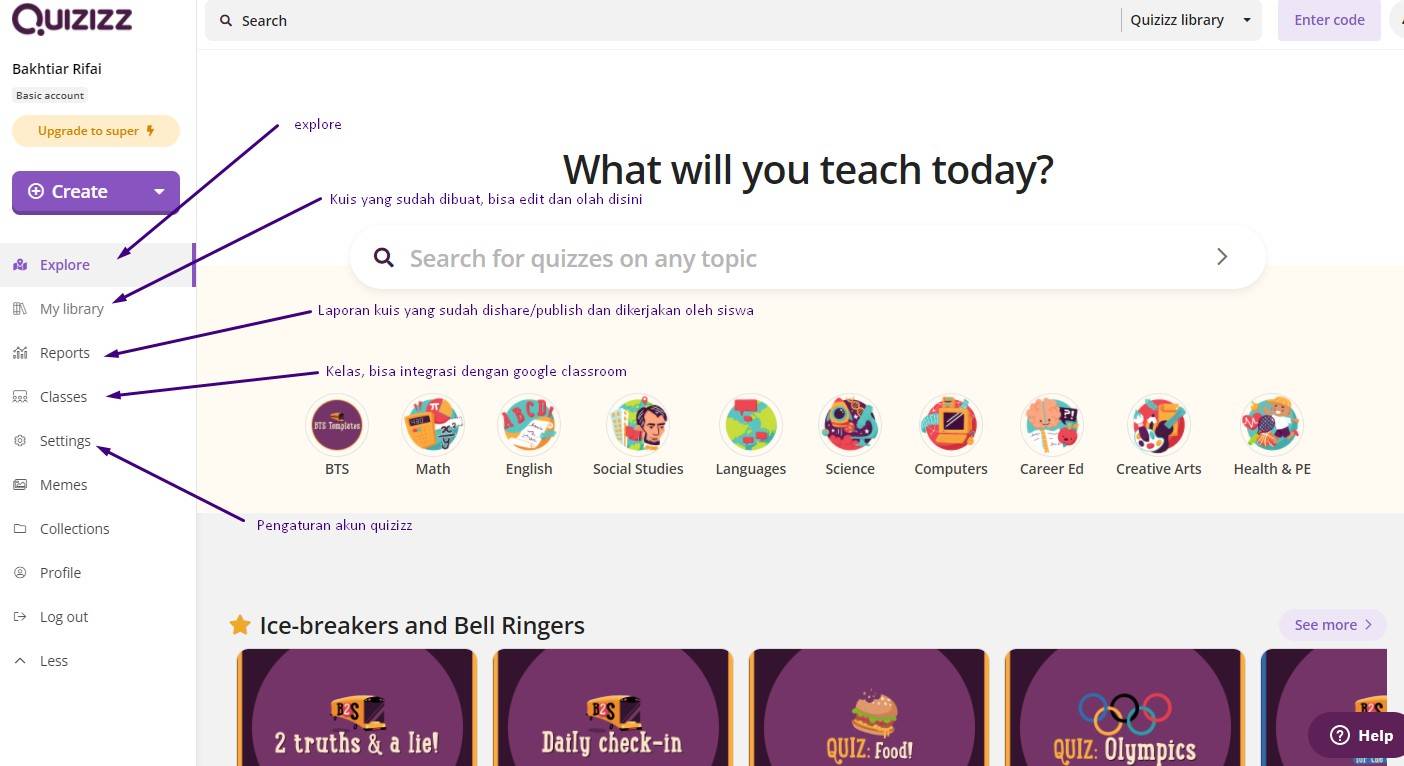 Quizizz
Search
Quizizz library
Enter code
Bakhtiar Rifai
Basic account
Upgrade to super
explore
Create
What will you teach today?
Kuis yang sudah dibuat, bisa edit dan olah disini
Explore
Search for quizzes on any topic
My library
Laporan kuis yang sudah dishare/publish dan dikerjakan oleh siswa
Reports
Kelas, bisa integrasi dengan google classroom
Classes
BTS Templates
ABCD
P!
Settings
BTS
Math
English
Social Studies
Languages
Science
Computers
Career Ed
Creative Arts
Health & PE
Memes
Pengaturan akun quizizz
Collections
Profile
Log out
Ice-breakers and Bell Ringers
See more
Less
B2S
2 truths & a lie!
B2S
Daily check-in
QUIZ: Food!
QUIZ: Olympics
B2S
for the
Help